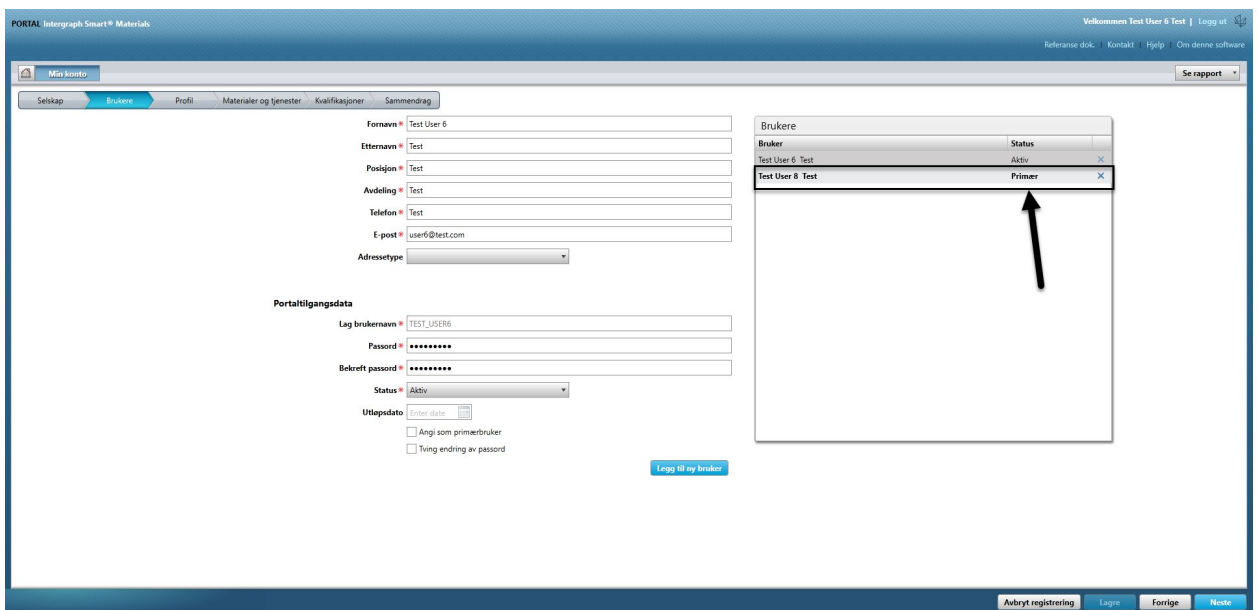 PORTAL Intergraph Smart® Materials
Velkommen Test User 6 Test | Logg ut
Referanse dok. | Kontakt | Hjelp | Om denne software
Min konto
Se rapport
Selskap Brukere Profil Materialer og tjenester Kvalifikasjoner Sammendrag
Fornavn * Test User 6
Etternavn * Test
Posisjon * Test
Avdeling * Test
Telefon * Test
E-post * user6@test.com
Adressetype
Portaltilgangsdata
Lag brukernavn * TEST_USER6
Passord * •••••••••
Bekreft passord * •••••••••
Status * Aktiv
Utløpsdato Enter date
Angi som primærbruker
Tving endring av passord
Legg til ny bruker
Brukere
Bruker Status
Test User 6 Test Aktiv
Test User 8 Test Primær
Avbryt registrering Lagre Forrige Neste